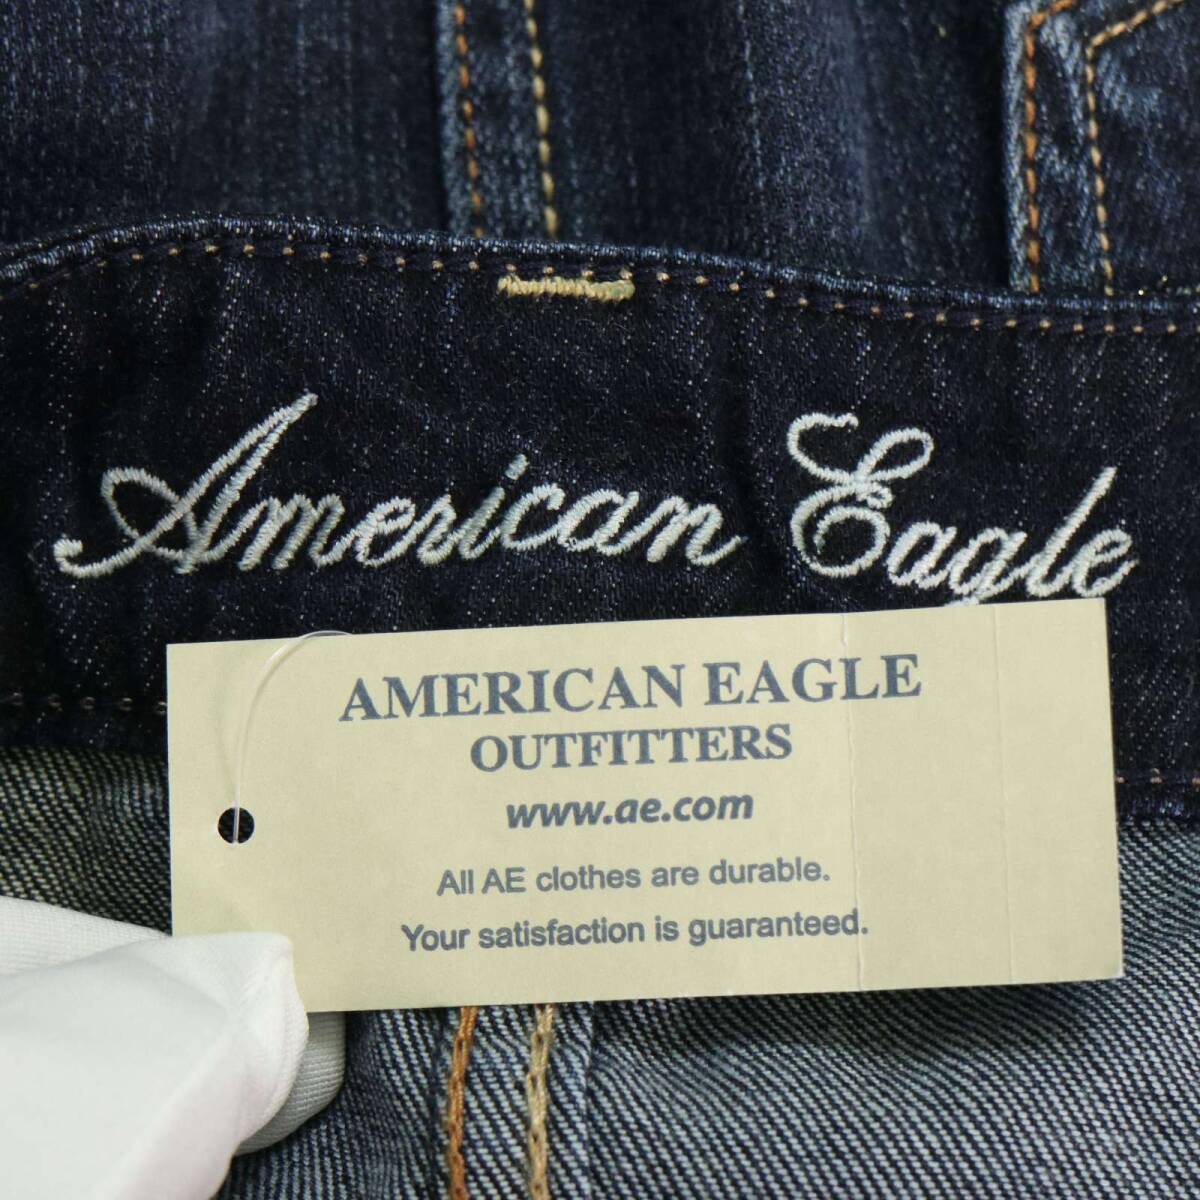 American Eagle
AMERICAN EAGLE
OUTFITTERS
www.ae.com
All AE clothes are durable.
Your satisfaction is guaranteed.